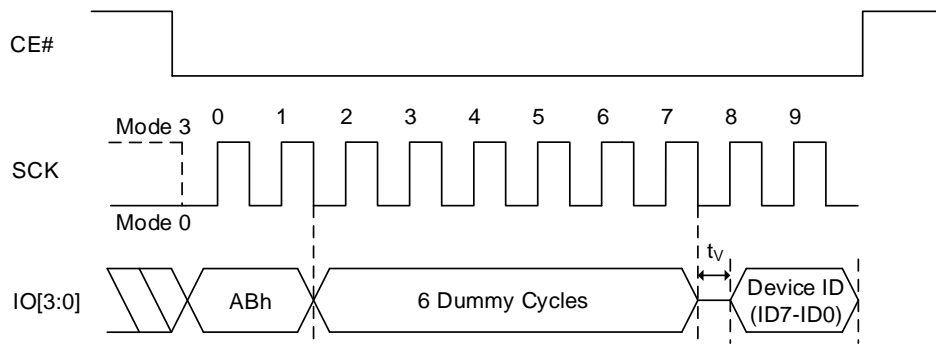 CE#
0 1 2 3 4 5 6 7 8 9
Mode 3
SCK
Mode 0
tV
IO[3:0]
ABh
6 Dummy Cycles
Device ID
(ID7-ID0)